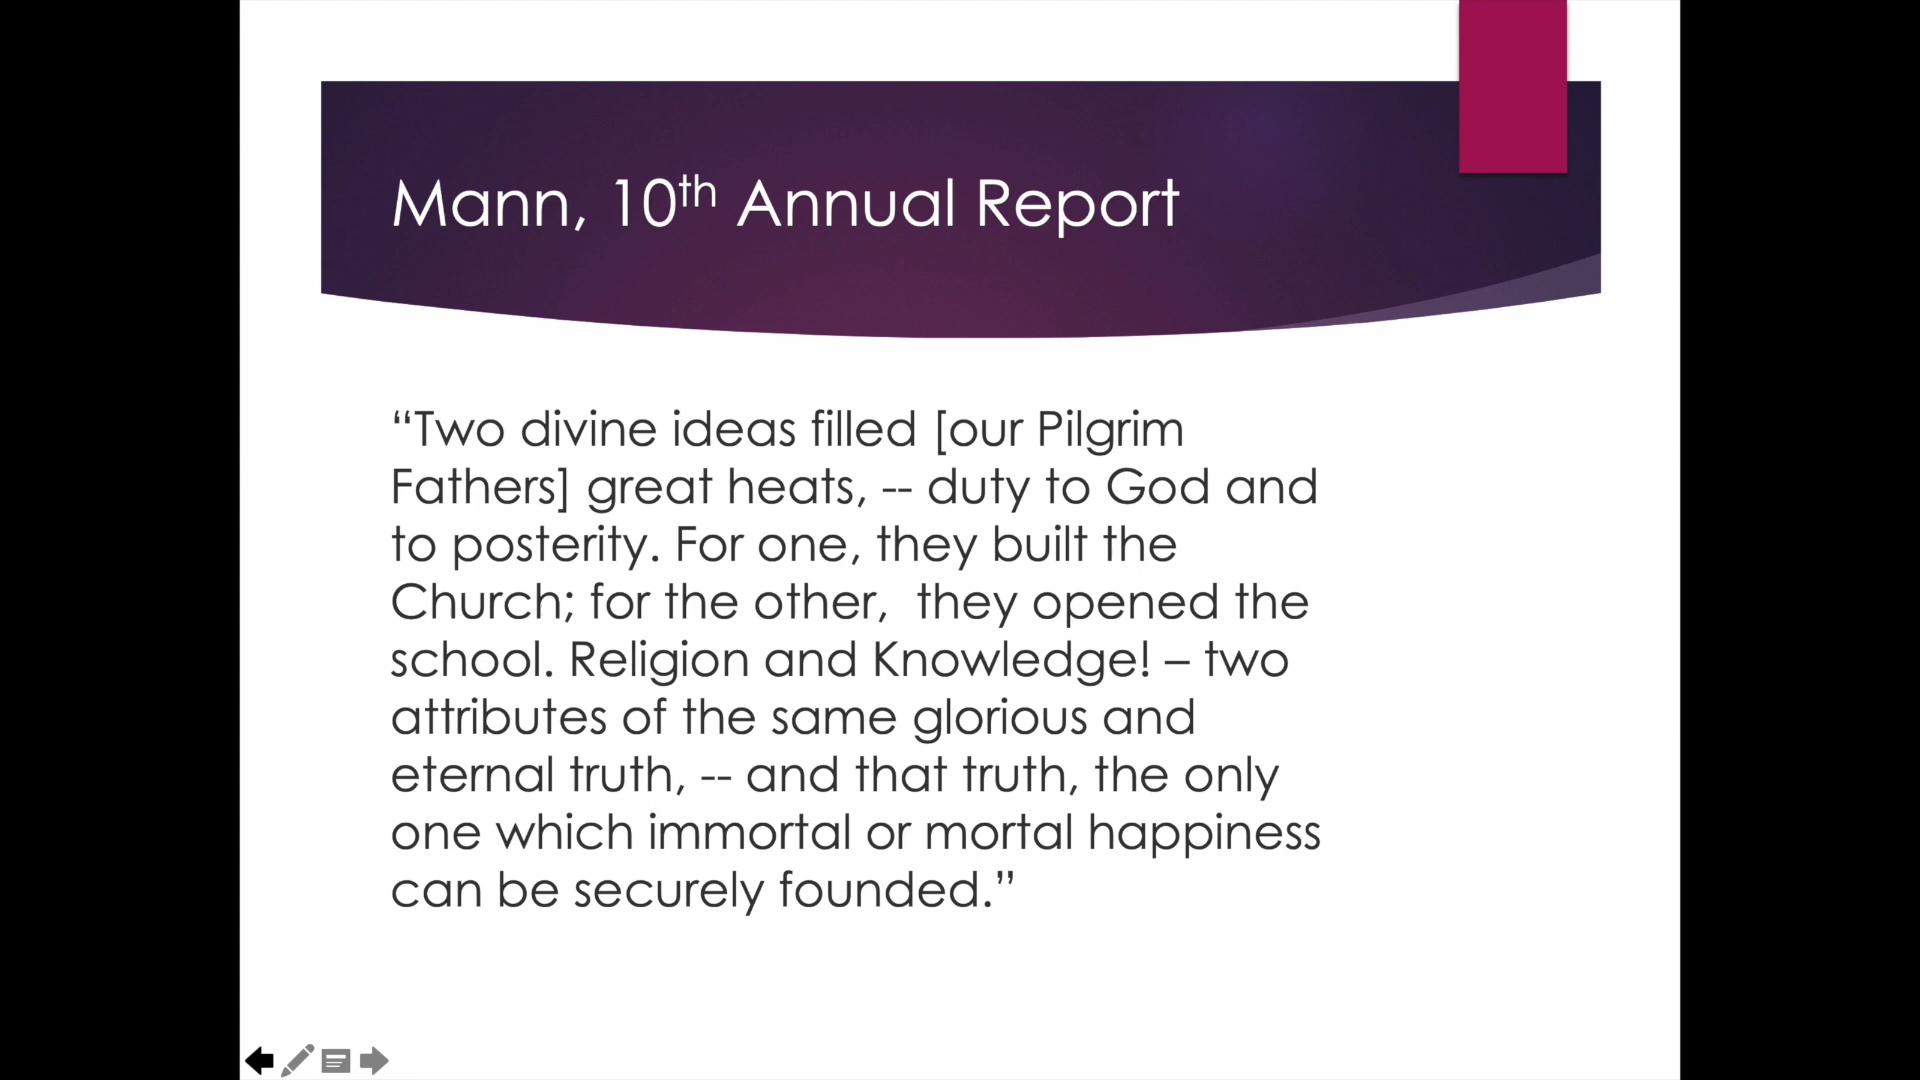 Mann, 10th Annual Report
“Two divine ideas filled [our Pilgrim
Fathers] great heats, -- duty to God and
to posterity. For one, they built the
Church; for the other,  they opened the
school. Religion and Knowledge! – two
attributes of the same glorious and
eternal truth, -- and that truth, the only
one which immortal or mortal happiness
can be securely founded.”